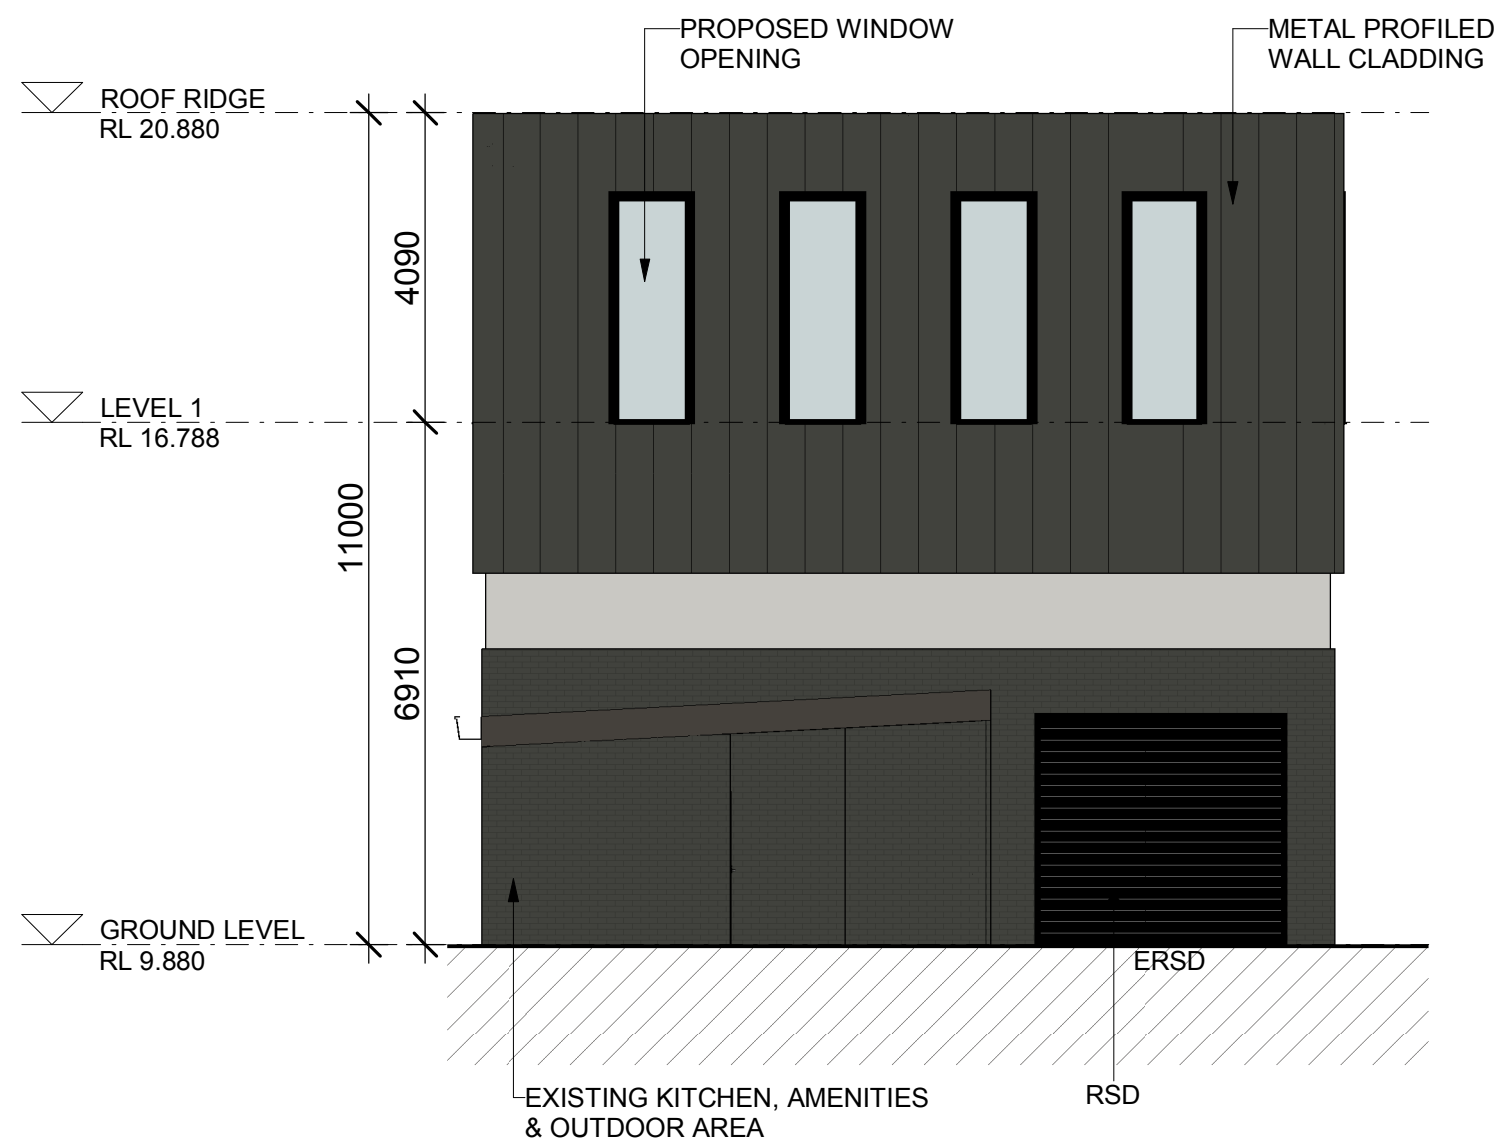 PROPOSED WINDOW
OPENING
METAL PROFILED
WALL CLADDING
ROOF RIDGE
RL 20.880
4090
LEVEL 1
RL 16.788
11000
6910
GROUND LEVEL
RL 9.880
ERSD
EXISTING KITCHEN, AMENITIES
& OUTDOOR AREA
RSD